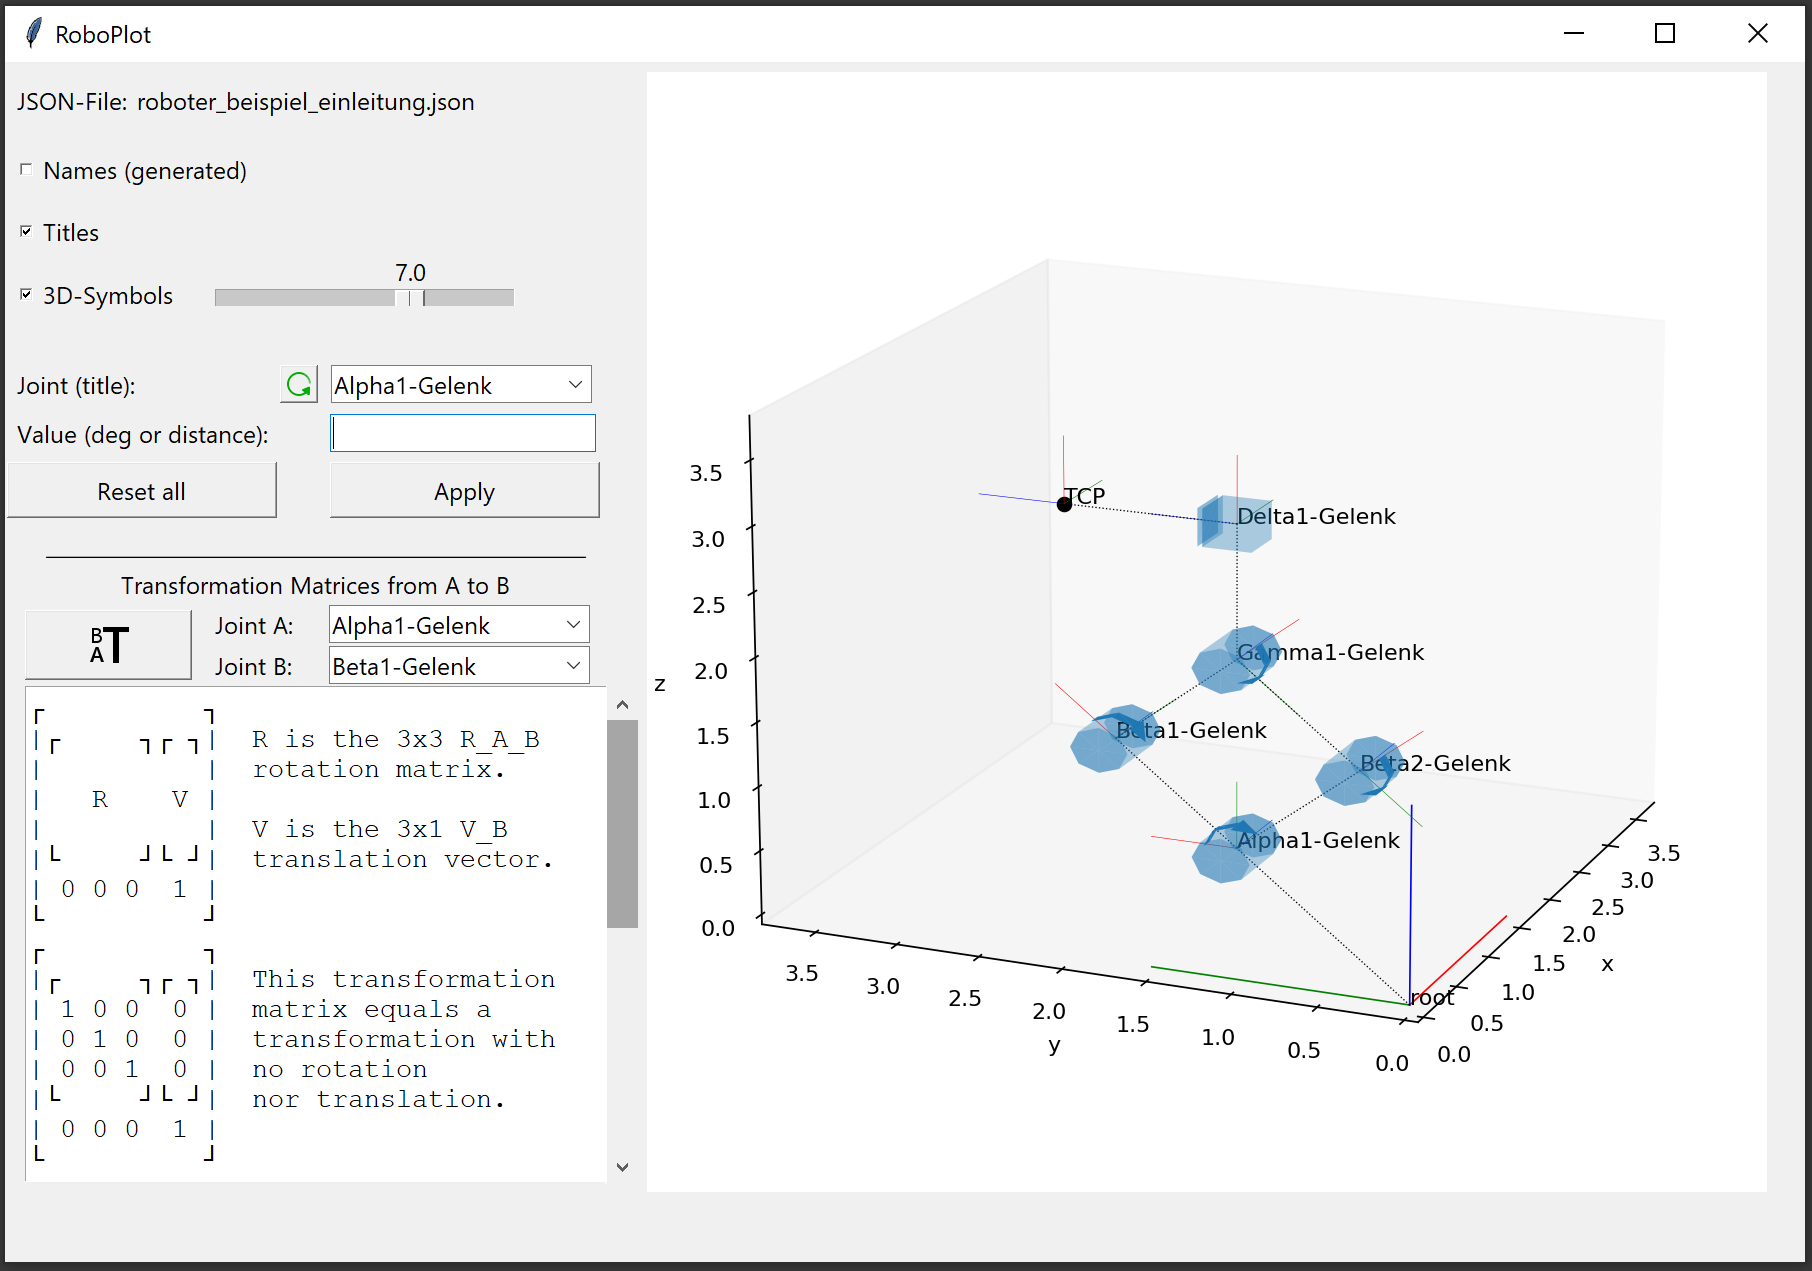 RoboPlot
JSON-File: roboter_beispiel_einleitung.json
Names (generated)
Titles
7.0
3D-Symbols
Joint (title):
Alpha1-Gelenk
Value (deg or distance):
Reset all
Apply
Transformation Matrices from A to B
B
A T
Joint A:
Alpha1-Gelenk
Joint B:
Beta1-Gelenk
R is the 3x3 R_A_B
rotation matrix.
R V
V is the 3x1 V_B
translation vector.
0 0 0 1
This transformation
1 0 0 0 matrix equals a
0 1 0 0 transformation with
0 0 1 0 no rotation
nor translation.
0 0 0 1
TCP
Delta1-Gelenk
Gamma1-Gelenk
Beta1-Gelenk
Beta2-Gelenk
Alpha1-Gelenk
root
z
3.5
3.0
2.5
2.0
1.5
1.0
0.5
0.0
y
3.5
3.0
2.5
2.0
1.5
1.0
0.5
0.0
x
3.5
3.0
2.5
2.0
1.5
1.0
0.5
0.0